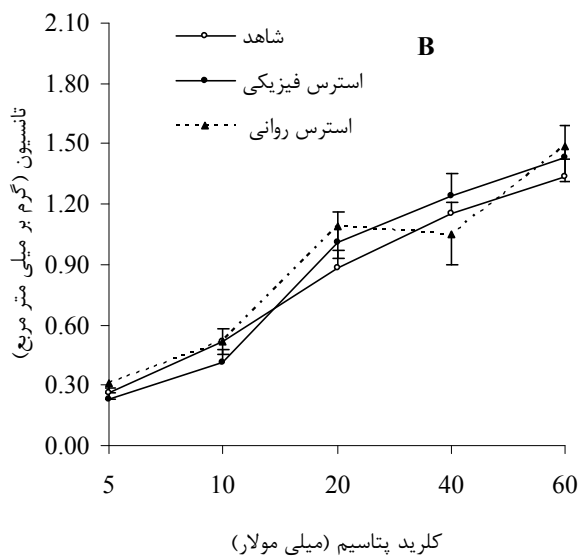 2.10
1.80
1.50
1.20
0.90
0.60
0.30
0.00
تانسیون (گرم بر میلی متر مربع)
شاهد
استرس فیزیکی
استرس روانی
B
5 10 20 40 60
کلرید پتاسیم (میلی مولار)